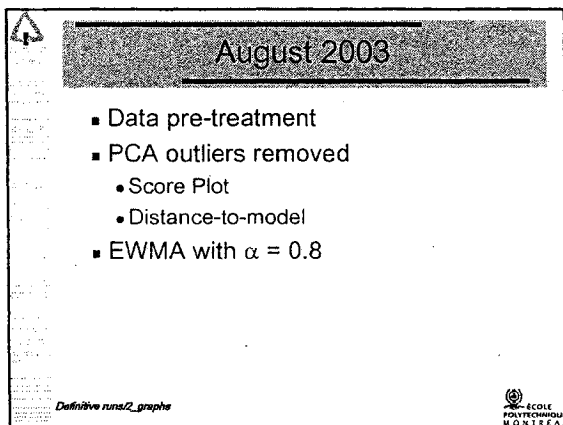 August 2003
▪ Data pre-treatment
▪ PCA outliers removed
• Score Plot
• Distance-to-model
▪ EWMA with α = 0.8
Definitive runs/2_graphs
ÉCOLE
POLYTECHNIQUE
MONTRÉAL